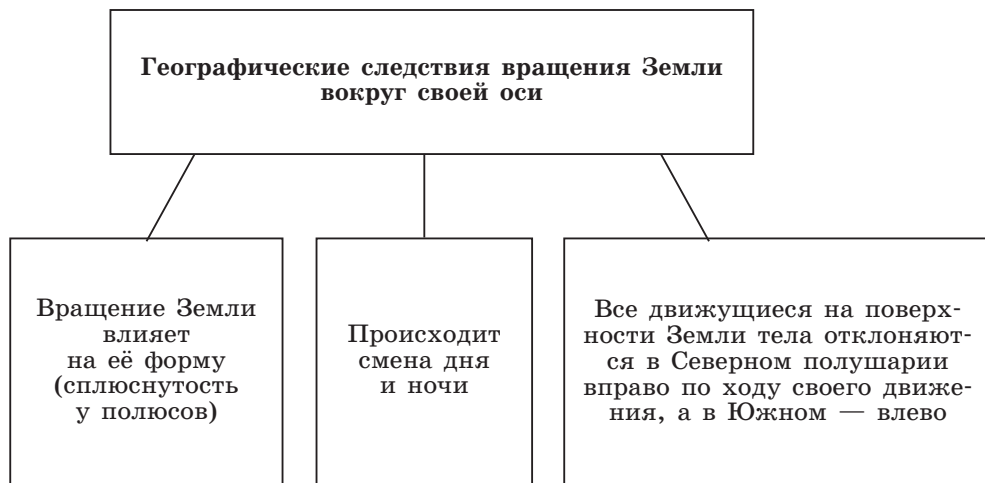 Географические следствия вращения Земли
вокруг своей оси
Вращение Земли
влияет
на её форму
(сплюснутость
у полюсов)
Происходит
смена дня
и ночи
Все движущиеся на поверх-
ности Земли тела отклоняют-
ся в Северном полушарии
вправо по ходу своего движе-
ния, а в Южном — влево